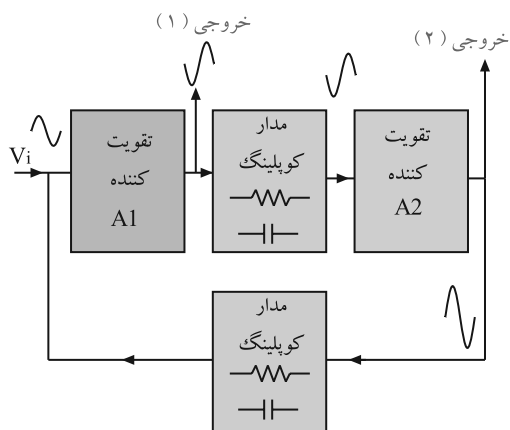 خروجی (۱)
خروجی (۲)
Vi
تقویت
کننده
A1
مدار
کوپلینگ
تقویت
کننده
A2
مدار
کوپلینگ